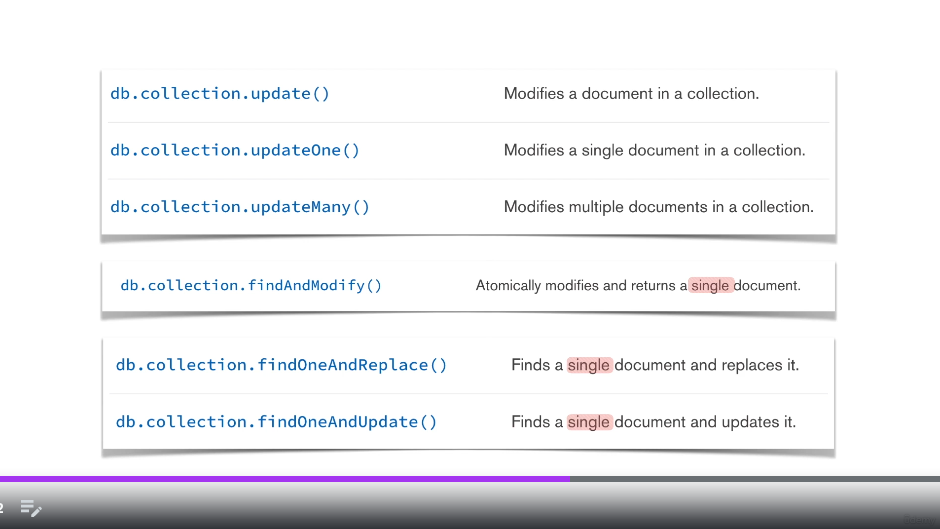 db.collection.update() Modifies a document in a collection.
db.collection.updateOne() Modifies a single document in a collection.
db.collection.updateMany() Modifies multiple documents in a collection.
db.collection.findAndModify() Atomically modifies and returns a single document.
db.collection.findOneAndReplace() Finds a single document and replaces it.
db.collection.findOneAndUpdate() Finds a single document and updates it.
2